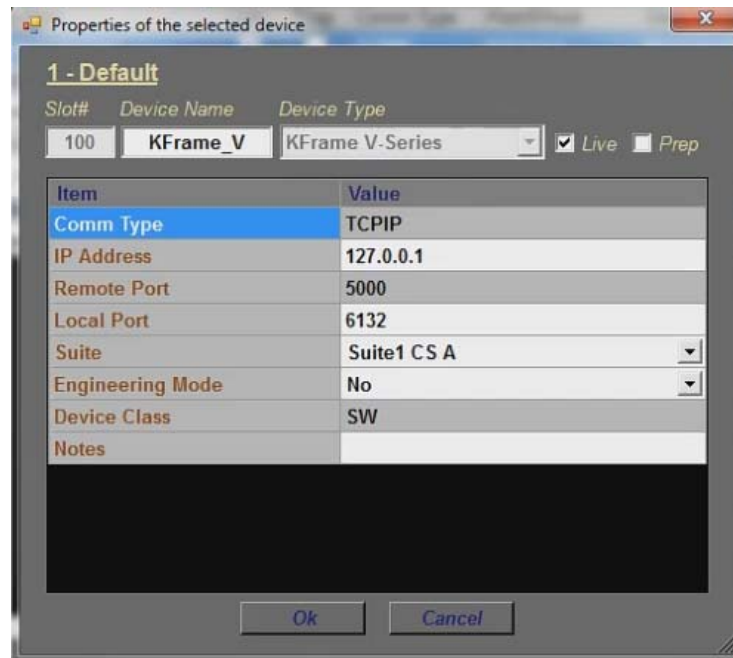 Properties of the selected device
1 - Default
Slot# Device Name Device Type
100 KFrame_V KFrame V-Series Live Prep
Item Value
Comm Type TCPIP
IP Address 127.0.0.1
Remote Port 5000
Local Port 6132
Suite Suite1 CS A
Engineering Mode No
Device Class SW
Notes
Ok Cancel